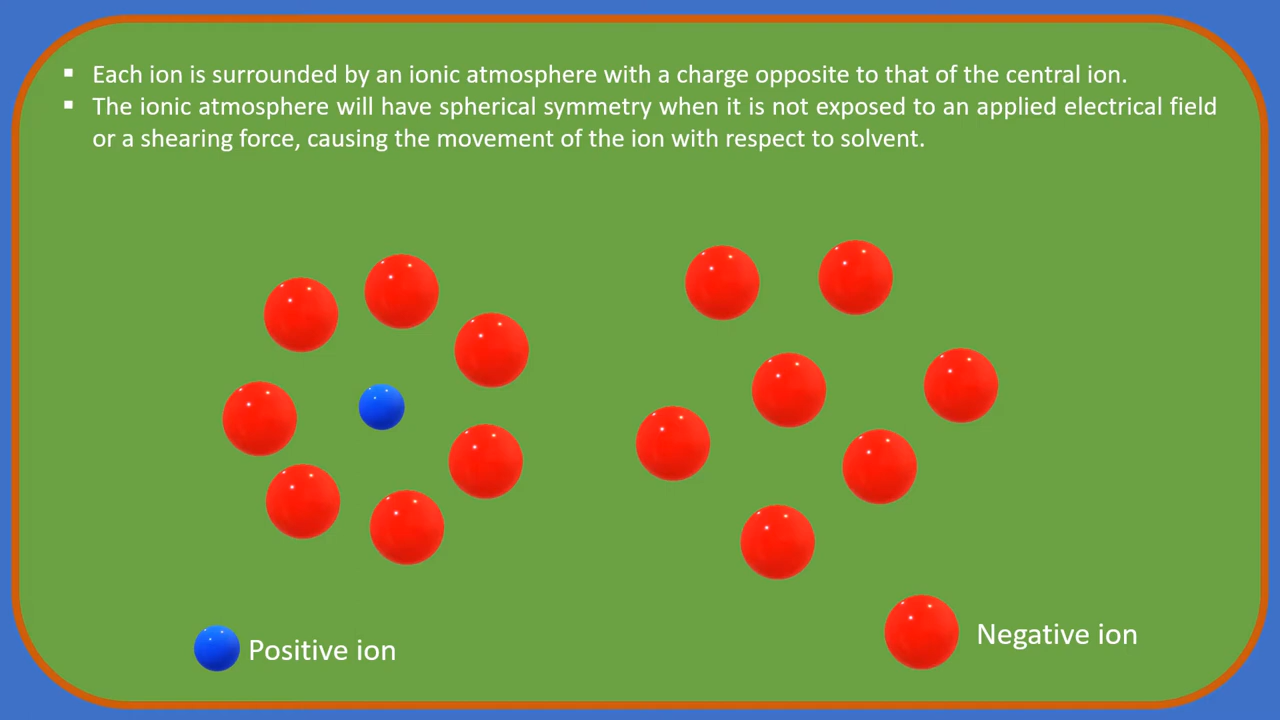 ▪ Each ion is surrounded by an ionic atmosphere with a charge opposite to that of the central ion.
▪ The ionic atmosphere will have spherical symmetry when it is not exposed to an applied electrical field
or a shearing force, causing the movement of the ion with respect to solvent.
Negative ion
Positive ion